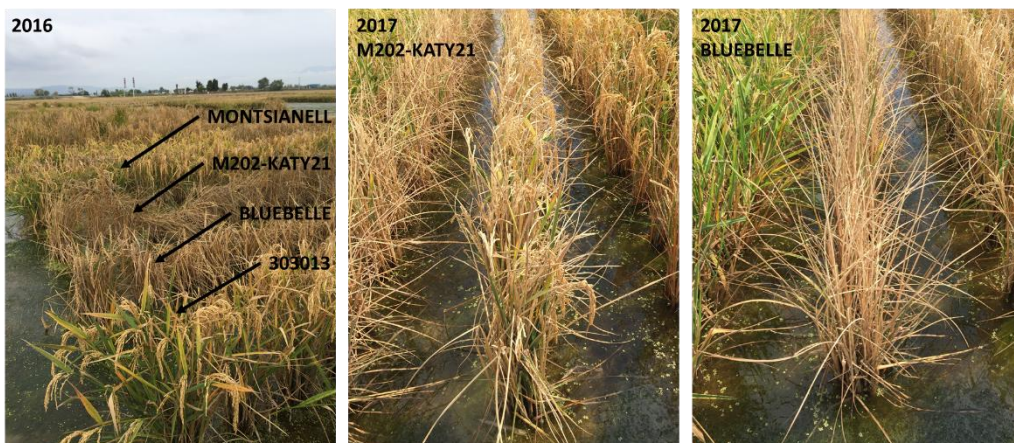 2016
MONTSIANELL
M202-KATY21
BLUEBELLE
303013
2017
M202-KATY21
2017
BLUEBELLE